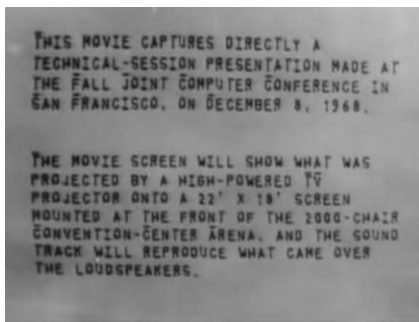 THIS MOVIE CAPTURES DIRECTLY A
TECHNICAL-SESSION PRESENTATION MADE AT
THE FALL JOINT COMPUTER CONFERENCE IN
SAN FRANCISCO, ON DECEMBER 8, 1968.
THE MOVIE SCREEN WILL SHOW WHAT WAS
PROJECTED BY A HIGH-POWERED TV
PROJECTOR ONTO A 22' X 18' SCREEN
MOUNTED AT THE FRONT OF THE 2000-CHAIR
CONVENTION-CENTER ARENA, AND THE SOUND
TRACK WILL REPRODUCE WHAT CAME OVER
THE LOUDSPEAKERS.